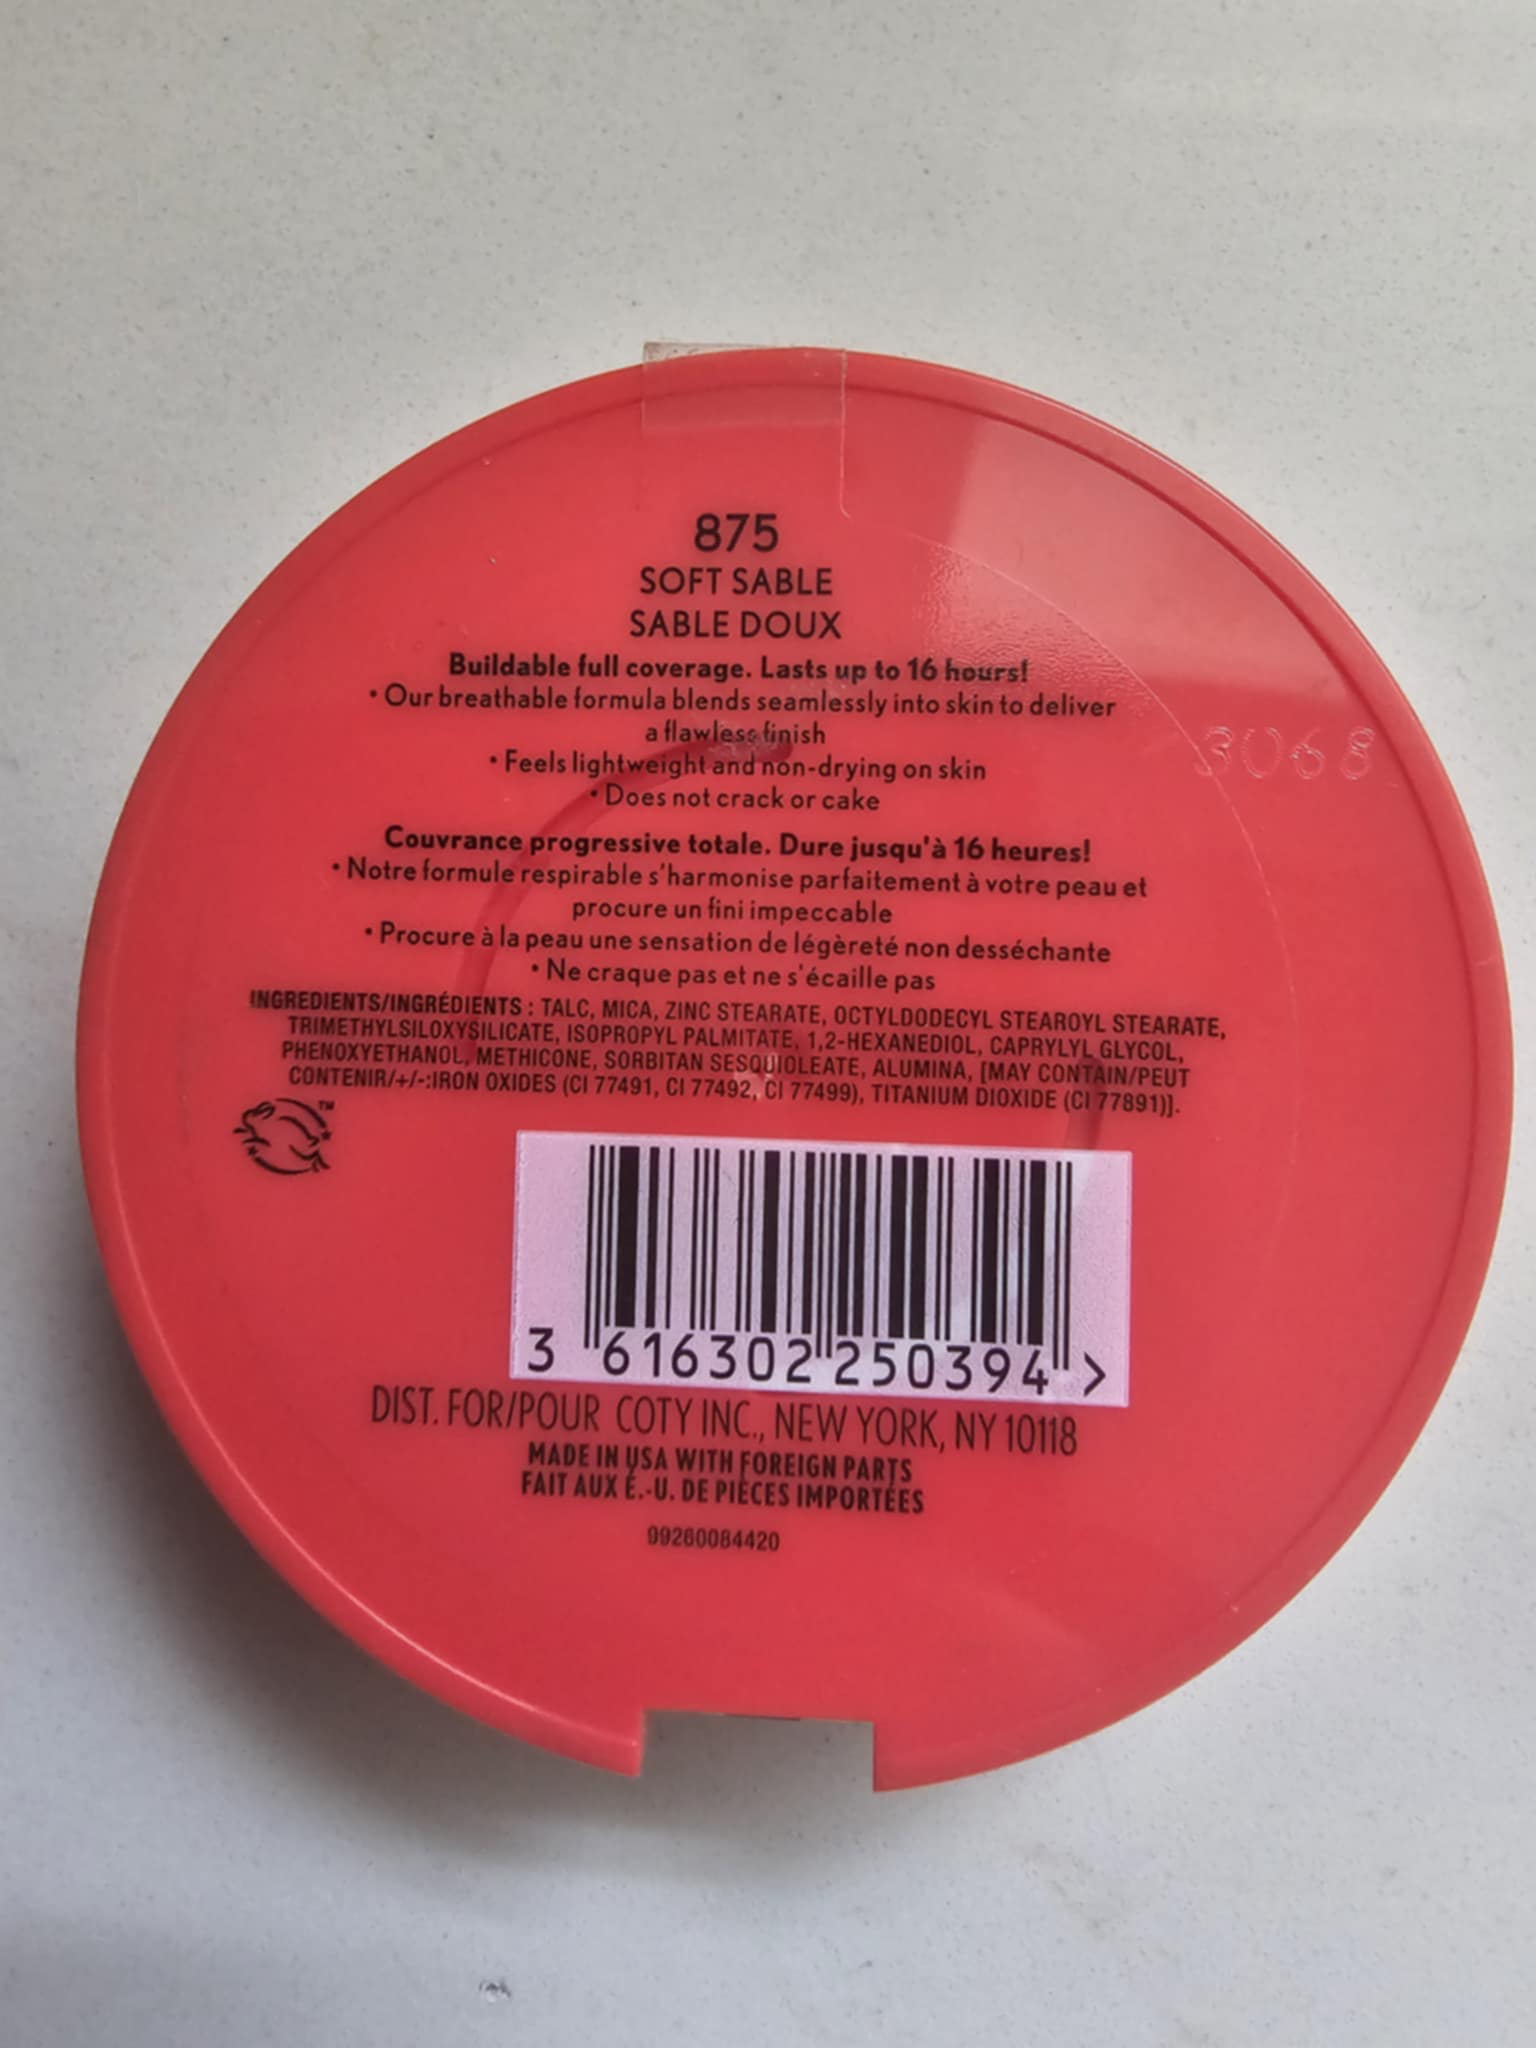 875
SOFT SABLE
SABLE DOUX
Buildable full coverage. Lasts up to 16 hours!
• Our breathable formula blends seamlessly into skin to deliver
a flawless finish
• Feels lightweight and non-drying on skin
• Does not crack or cake
3068
Couvrance progressive totale. Dure jusqu'à 16 heures!
• Notre formule respirable s'harmonise parfaitement à votre peau et
procure un fini impeccable
• Procure à la peau une sensation de légèreté non desséchante
• Ne craque pas et ne s'écaille pas
INGREDIENTS/INGRÉDIENTS : TALC, MICA, ZINC STEARATE, OCTYLDODECYL STEAROYL STEARATE,
TRIMETHYLSILOXYSILICATE, ISOPROPYL PALMITATE, 1,2-HEXANEDIOL, CAPRYLYL GLYCOL,
PHENOXYETHANOL, METHICONE, SORBITAN SESQUIOLEATE, ALUMINA, [MAY CONTAIN/PEUT
CONTENIR/+/-:IRON OXIDES (CI 77491, CI 77492, CI 77499), TITANIUM DIOXIDE (CI 77891)].
TM
3 616302 250394 >
DIST. FOR/POUR COTY INC., NEW YORK, NY 10118
MADE IN USA WITH FOREIGN PARTS
FAIT AUX É.-U. DE PIÈCES IMPORTÉES
99260084420